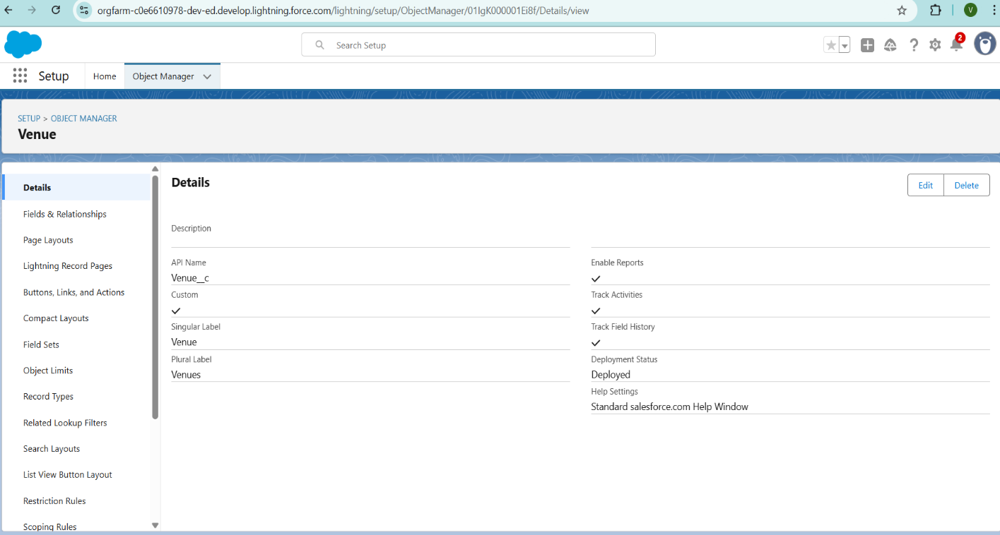 orgfarm-c0e6610978-dev-ed.develop.lightning.force.com/lightning/setup/ObjectManager/01IgK000001Ei8f/Details/view
V
Search Setup
2
Setup
Home
Object Manager
SETUP > OBJECT MANAGER
Venue
Details
Fields & Relationships
Page Layouts
Lightning Record Pages
Buttons, Links, and Actions
Compact Layouts
Field Sets
Object Limits
Record Types
Related Lookup Filters
Search Layouts
List View Button Layout
Restriction Rules
Scoping Rules
Details
Edit
Delete
Description
API Name
Venue__c
Custom
Singular Label
Venue
Plural Label
Venues
Enable Reports
Track Activities
Track Field History
Deployment Status
Deployed
Help Settings
Standard salesforce.com Help Window